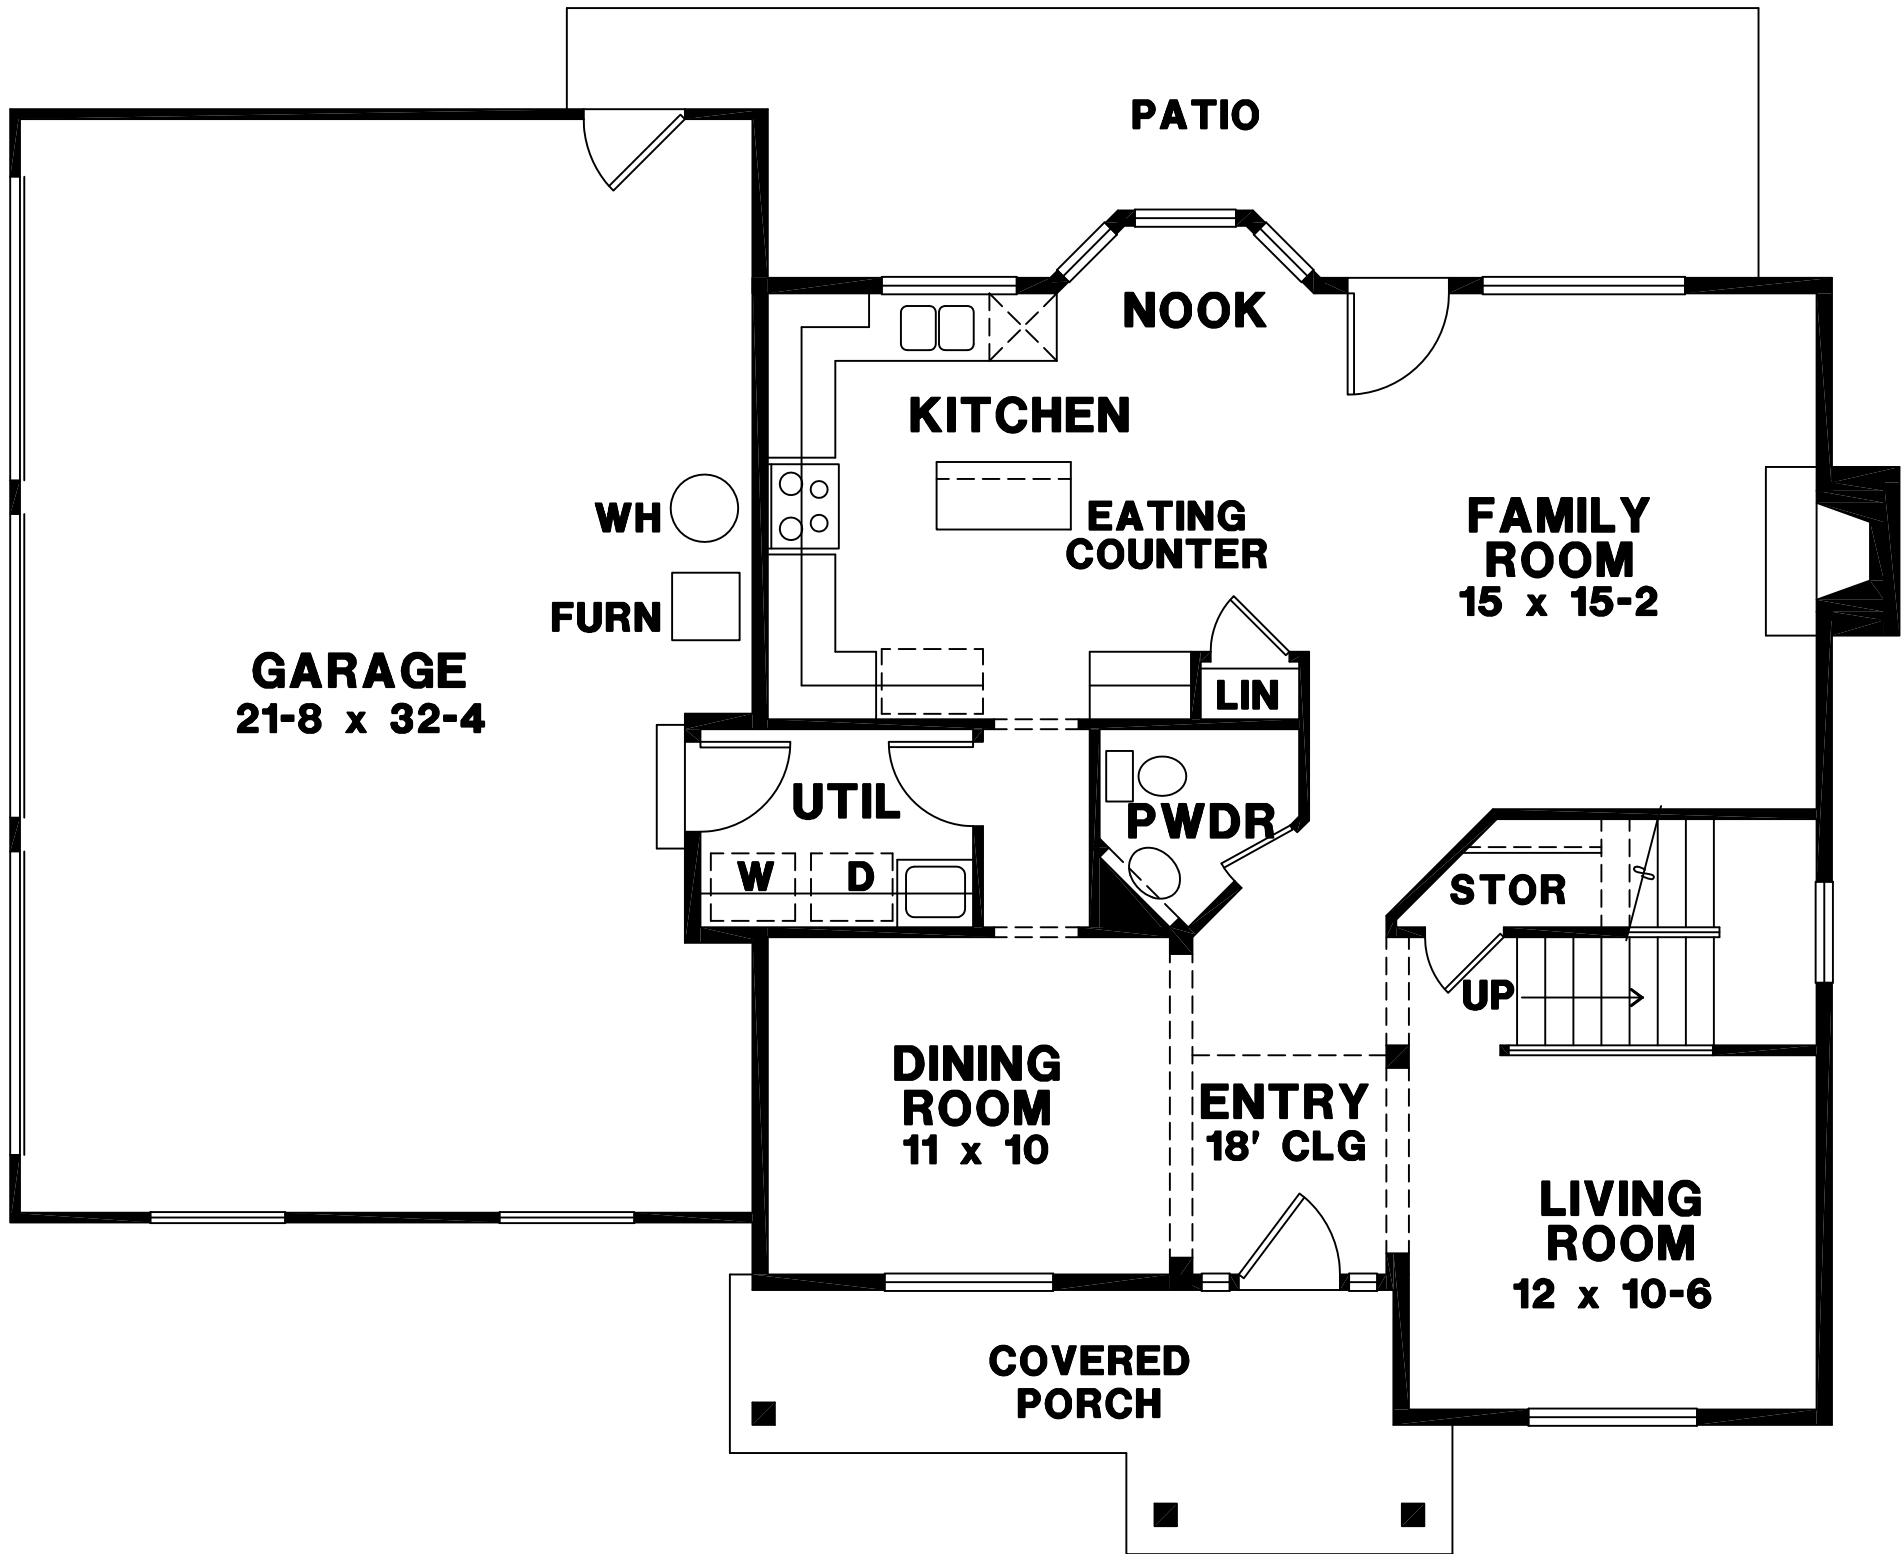 PATIO
NOOK
KITCHEN
EATING
COUNTER
FAMILY
ROOM
15 x 15-2
WH
FURN
GARAGE
21-8 x 32-4
LIN
UTIL
W
D
PWDR
STOR
UP
DINING
ROOM
11 x 10
ENTRY
18' CLG
LIVING
ROOM
12 x 10-6
COVERED
PORCH